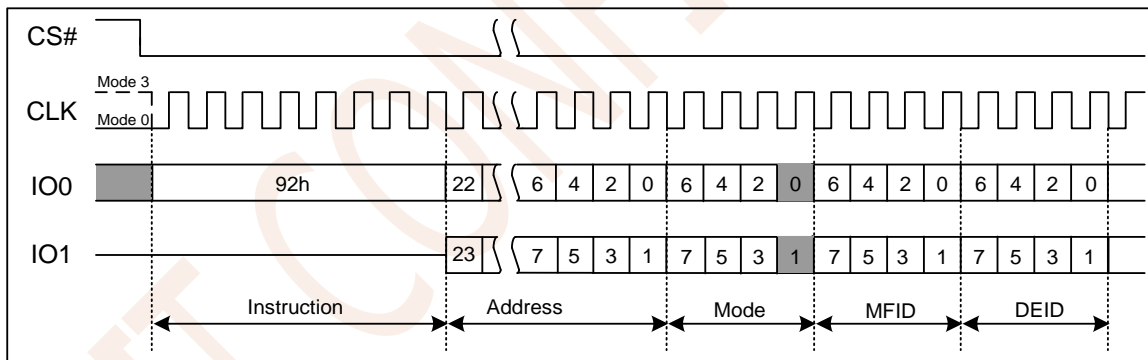 CS#
Mode 3
CLK
Mode 0
IO0 92h 22 6 4 2 0 6 4 2 0 6 4 2 0 6 4 2 0
IO1 23 7 5 3 1 7 5 3 1 7 5 3 1 7 5 3 1
Instruction Address Mode MFID DEID